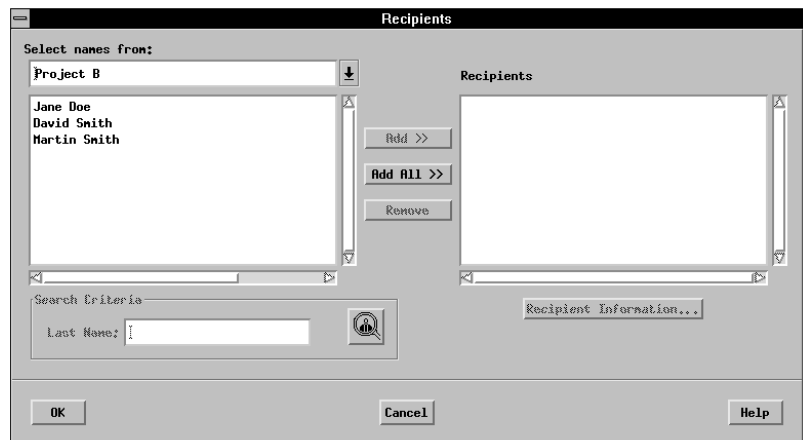 Recipients
Select names from:
Project B
Recipients
Jane Doe
David Smith
Martin Smith
Add >>
Add All >>
Remove
Search Criteria
Last Name:
Recipient Information...
OK
Cancel
Help